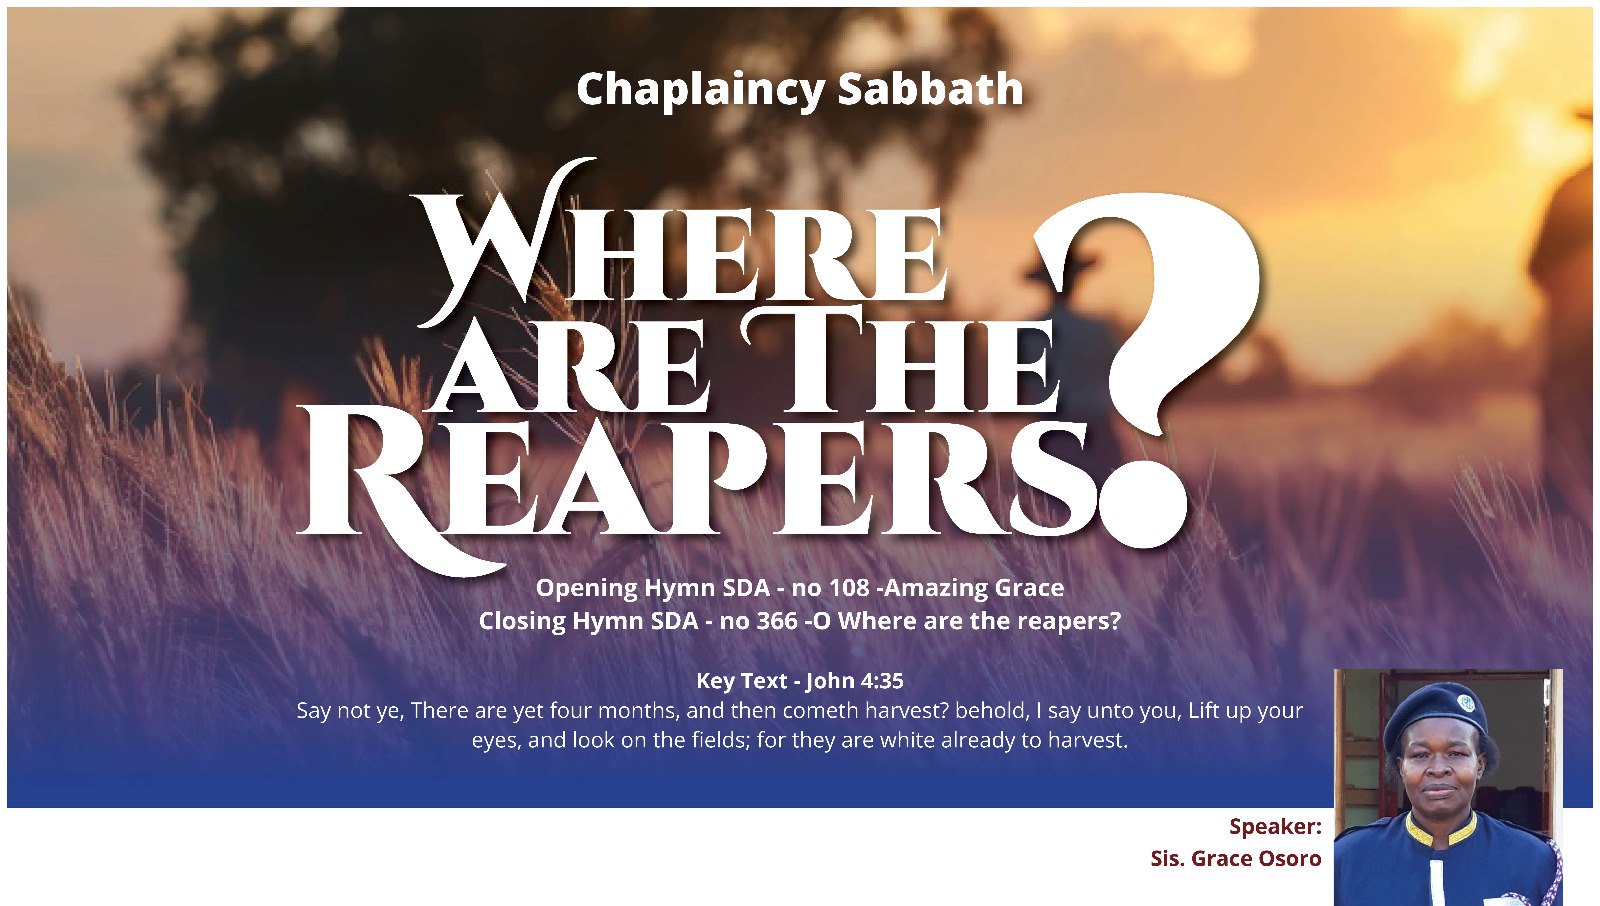 Chaplaincy Sabbath
WHERE
ARE THE
REAPERS?
Opening Hymn SDA - no 108 -Amazing Grace
Closing Hymn SDA - no 366 -O Where are the reapers?
Key Text - John 4:35
Say not ye, There are yet four months, and then cometh harvest? behold, I say unto you, Lift up your
eyes, and look on the fields; for they are white already to harvest.
Speaker:
Sis. Grace Osoro